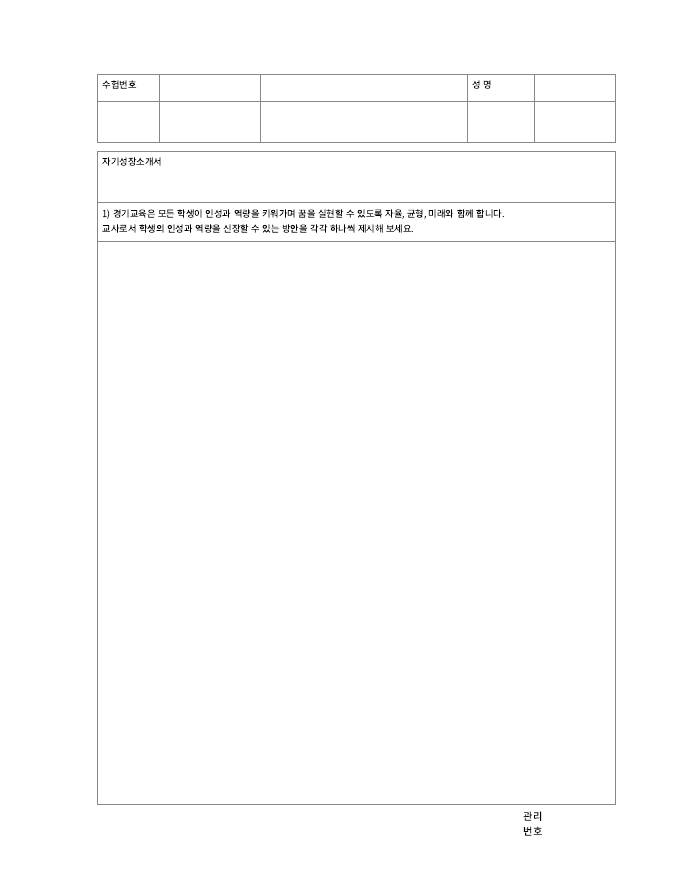 수험번호
성 명
자기성장소개서
1) 경기교육은 모든 학생이 인성과 역량을 키워가며 꿈을 실현할 수 있도록 자율, 균형, 미래와 함께 합니다.
교사로서 학생의 인성과 역량을 신장할 수 있는 방안을 각각 하나씩 제시해 보세요.
관리
번호